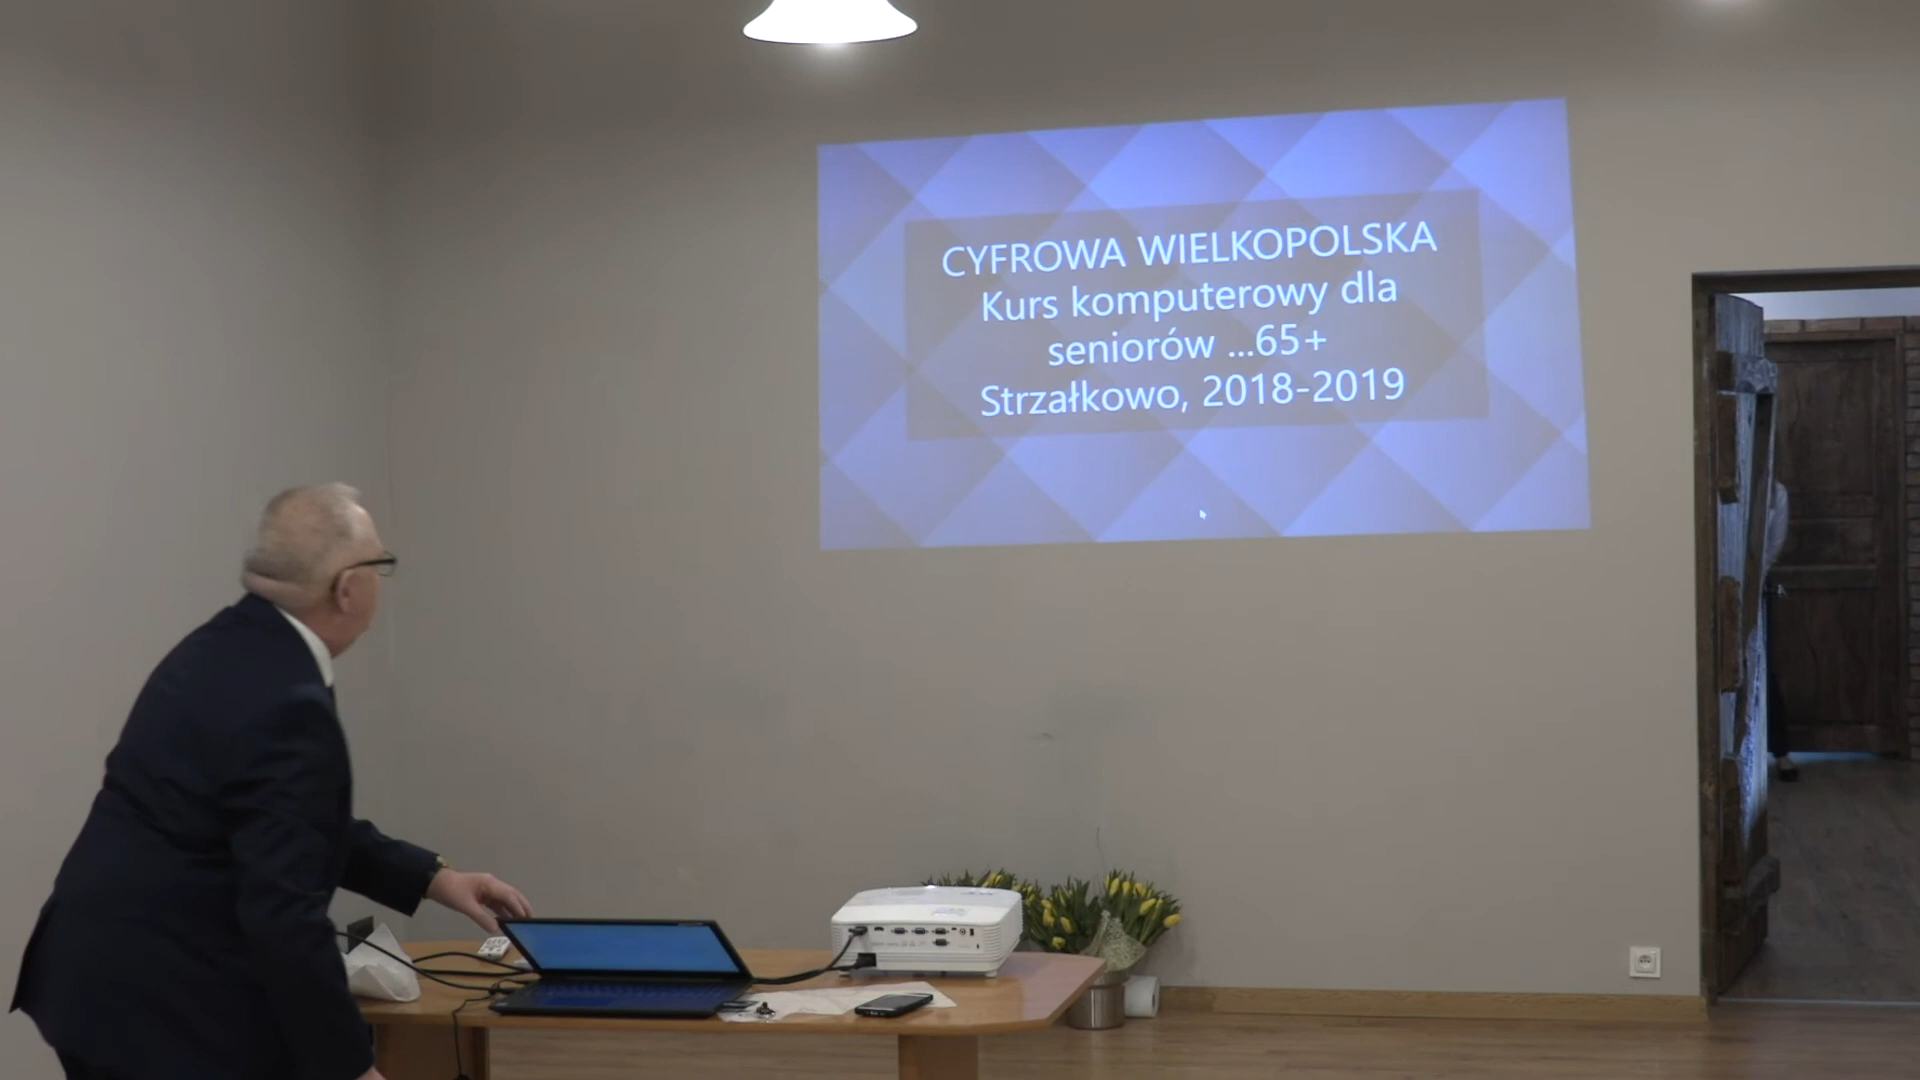 CYFROWA WIELKOPOLSKA
Kurs komputerowy dla
seniorów ...65+
Strzałkowo, 2018-2019